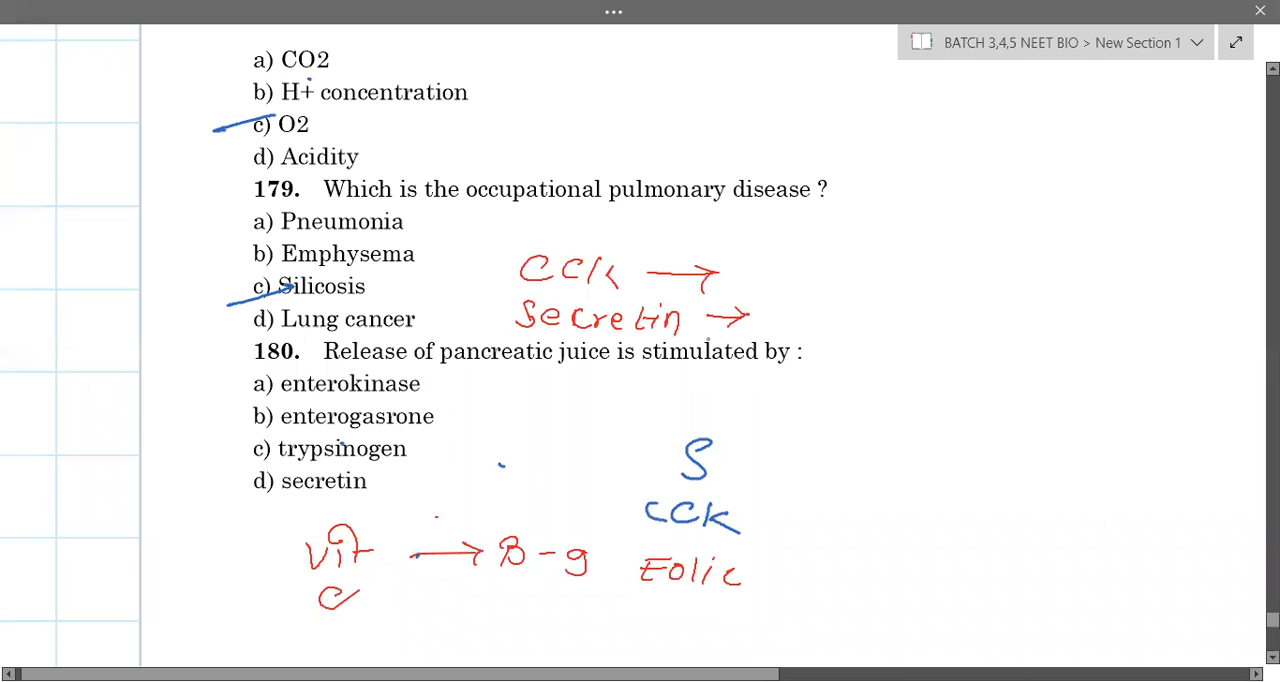 ...
BATCH 3,4,5 NEET BIO > New Section 1
a) CO2
b) H+ concentration
c) O2
d) Acidity
179. Which is the occupational pulmonary disease ?
a) Pneumonia
b) Emphysema
c) Silicosis
d) Lung cancer
CCK →
Secretin →
180. Release of pancreatic juice is stimulated by :
a) enterokinase
b) enterogasrone
c) trypsinogen
d) secretin
S
CCK
Vit → B-9
C
Folic